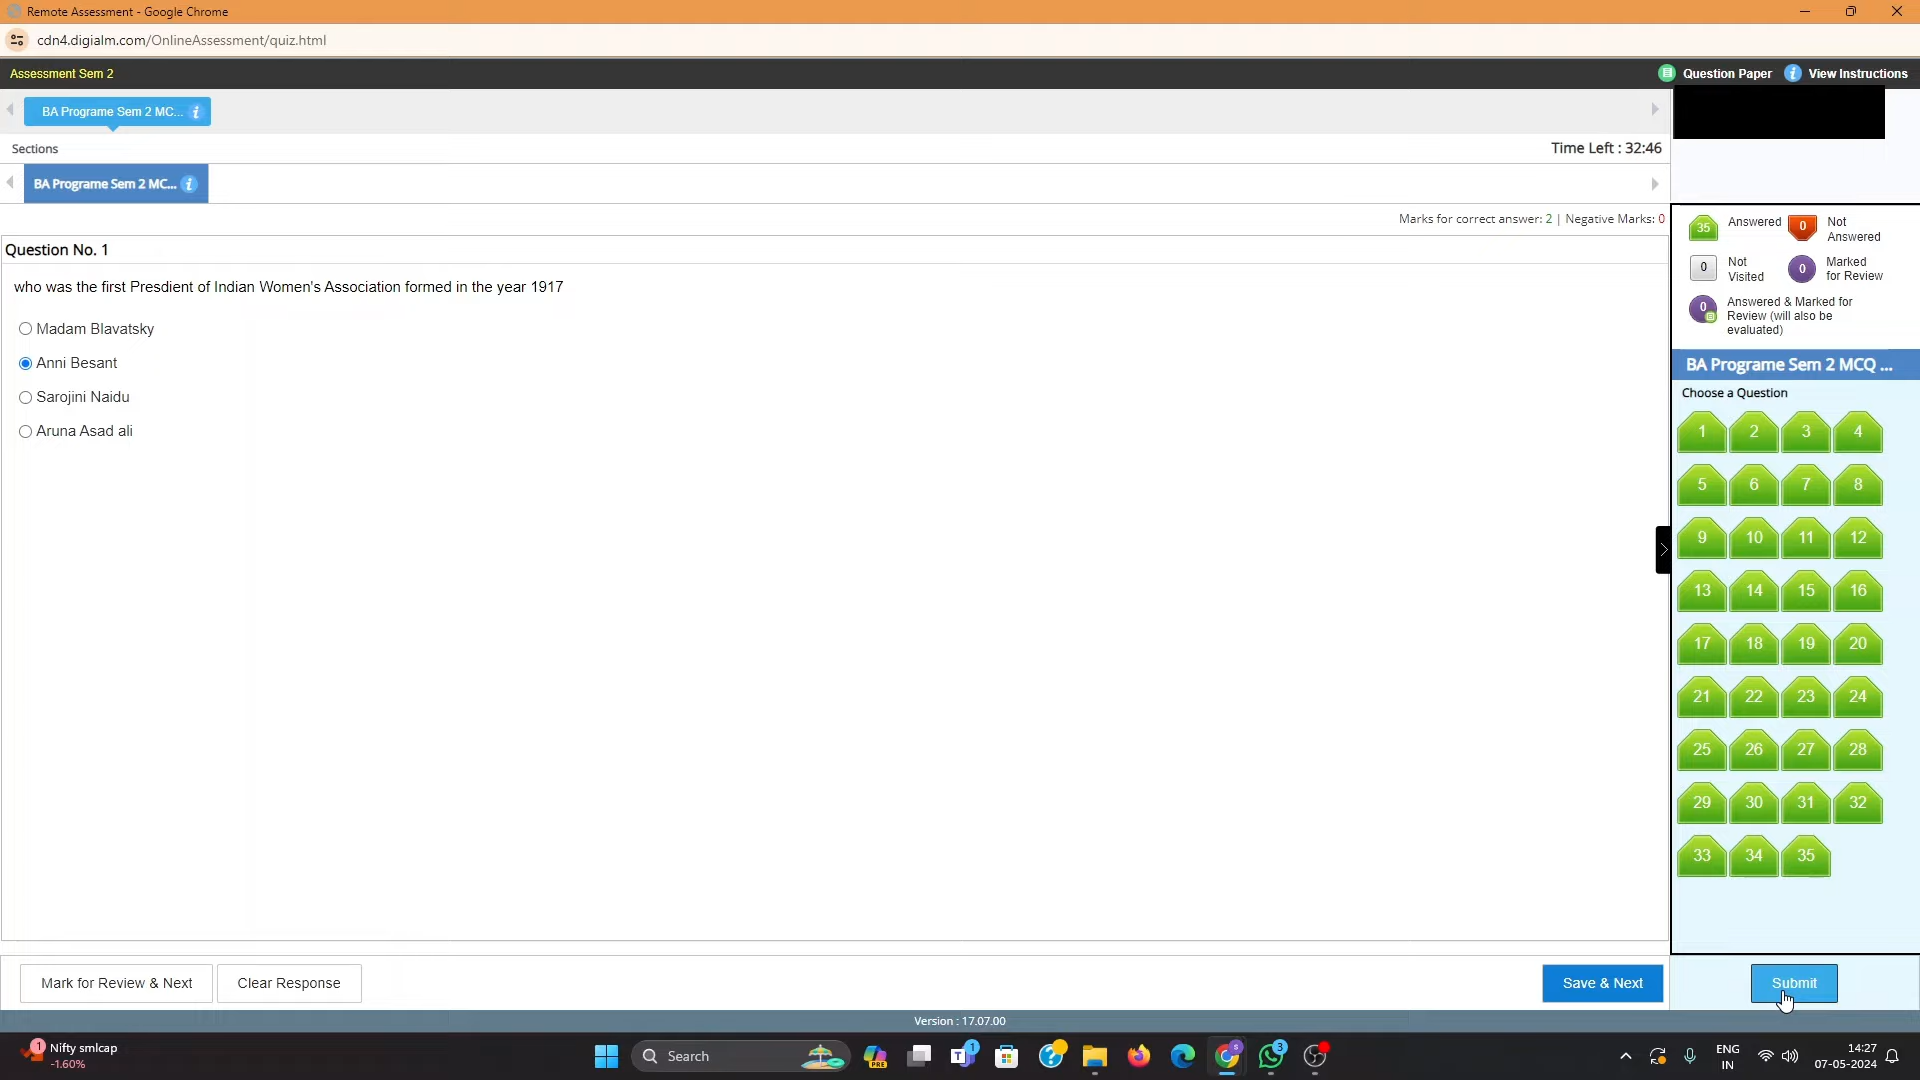 Remote Assessment - Google Chrome
cdn4.digialm.com/OnlineAssessment/quiz.html
Assessment Sem 2
Question Paper
View Instructions
BA Programe Sem 2 MC...
Sections
Time Left : 32:46
BA Programe Sem 2 MC...
Marks for correct answer: 2 | Negative Marks: 0
Question No. 1
who was the first Presdient of Indian Women's Association formed in the year 1917
Madam Blavatsky
Anni Besant
Sarojini Naidu
Aruna Asad ali
35 Answered
0 Not Answered
0 Not Visited
0 Marked for Review
0 Answered & Marked for
Review (will also be
evaluated)
BA Programe Sem 2 MCQ ...
Choose a Question
1 2 3 4
5 6 7 8
9 10 11 12
13 14 15 16
17 18 19 20
21 22 23 24
25 26 27 28
29 30 31 32
33 34 35
Mark for Review & Next
Clear Response
Save & Next
Submit
Version : 17.07.00
1
Nifty smlcap
-1.60%
Search
PRE
1
3
ENG
IN
14:27
07-05-2024